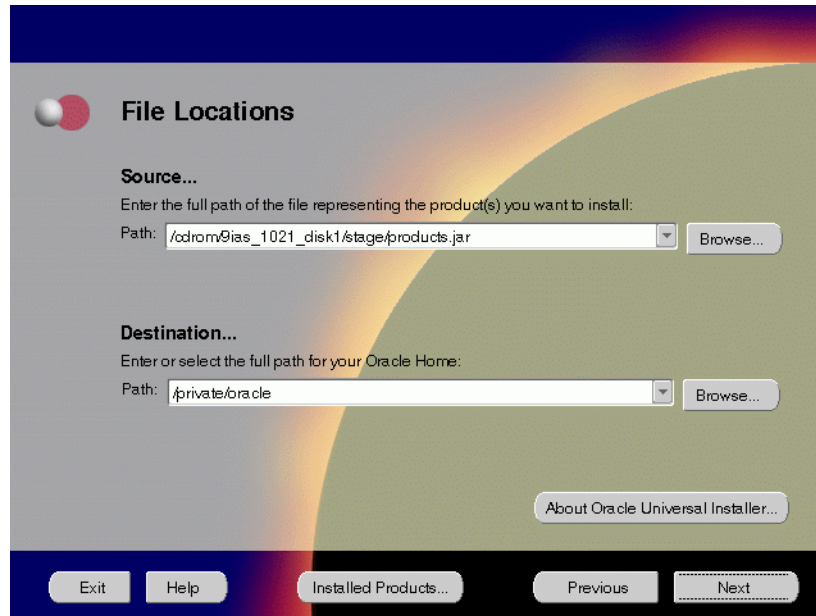 File Locations
Source...
Enter the full path of the file representing the product(s) you want to install:
Path: /cdrom/9ias_1021_disk1/stage/products.jar Browse...
Destination...
Enter or select the full path for your Oracle Home:
Path: /private/oracle Browse...
About Oracle Universal Installer...
Exit Help Installed Products... Previous Next